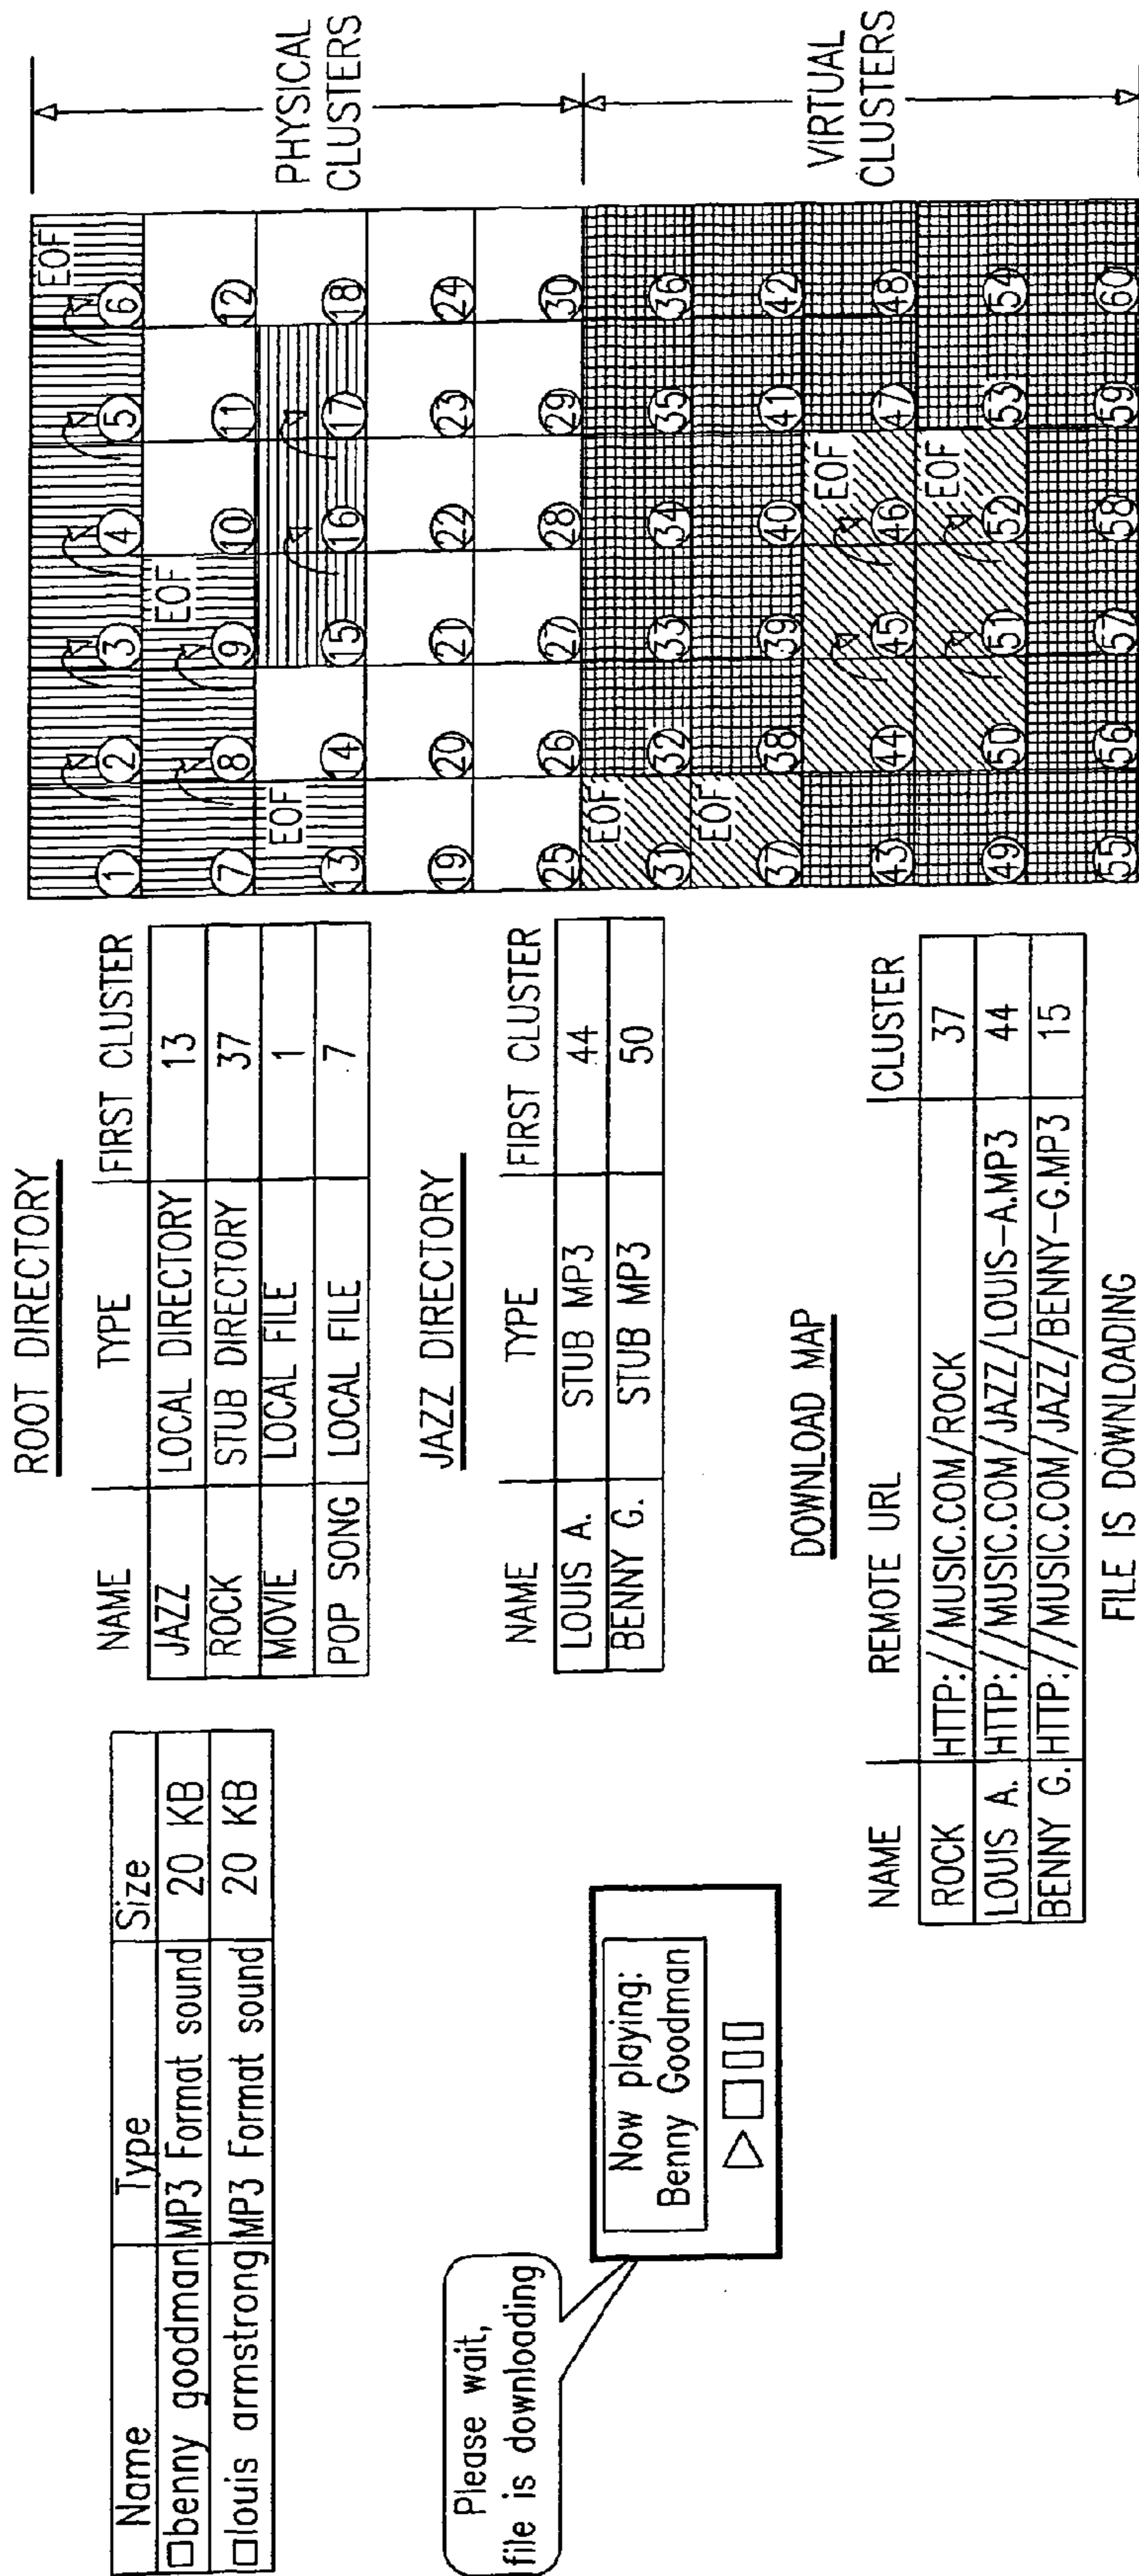 Name Type Size
benny goodman MP3 Format sound 20 KB
louis armstrong MP3 Format sound 20 KB
Please wait,
file is downloading
Now playing:
Benny Goodman
ROOT DIRECTORY
NAME TYPE FIRST CLUSTER
JAZZ LOCAL DIRECTORY 13
ROCK STUB DIRECTORY 37
MOVIE LOCAL FILE 1
POP SONG LOCAL FILE 7
JAZZ DIRECTORY
NAME TYPE FIRST CLUSTER
LOUIS A. STUB MP3 44
BENNY G. STUB MP3 50
DOWNLOAD MAP
NAME REMOTE URL CLUSTER
ROCK HTTP://MUSIC.COM/ROCK 37
LOUIS A. HTTP://MUSIC.COM/JAZZ/LOUIS-A.MP3 44
BENNY G. HTTP://MUSIC.COM/JAZZ/BENNY-G.MP3 15
FILE IS DOWNLOADING
EOF
1 2 3 4 5 6
EOF
7 8 9 10 11 12
EOF
13 14 15 16 17 18
19 20 21 22 23 24
25 26 27 28 29 30
EOF
31 32 33 34 35 36
EOF
37 38 39 40 41 42
EOF
43 44 45 46 47 48
EOF
49 50 51 52 53 54
55 56 57 58 59 60
PHYSICAL
CLUSTERS
VIRTUAL
CLUSTERS